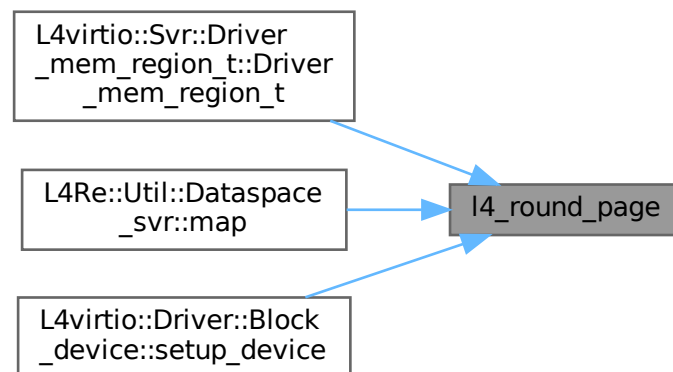 L4virtio::Svr::Driver
_mem_region_t::Driver
_mem_region_t
L4Re::Util::Dataspace
_svr::map
l4_round_page
L4virtio::Driver::Block
_device::setup_device